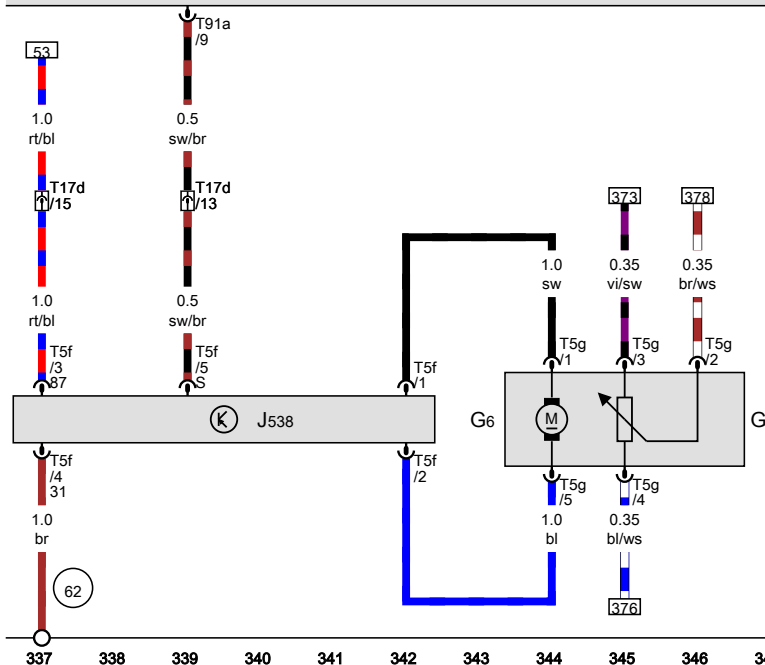 T91a
/9
53
1.0
rt/bl
0.5
sw/br
T17d
/15
T17d
/13
373
378
1.0
rt/bl
0.5
sw/br
1.0
sw
0.35
vi/sw
0.35
br/ws
T5f
/3
87
T5f
/5
S
T5f
/1
T5g
/1
T5g
/3
T5g
/2
J538
G6
M
G
T5f
/4
31
T5f
/2
T5g
/5
T5g
/4
1.0
br
1.0
bl
0.35
bl/ws
62
376
337 338 339 340 341 342 343 344 345 346 34